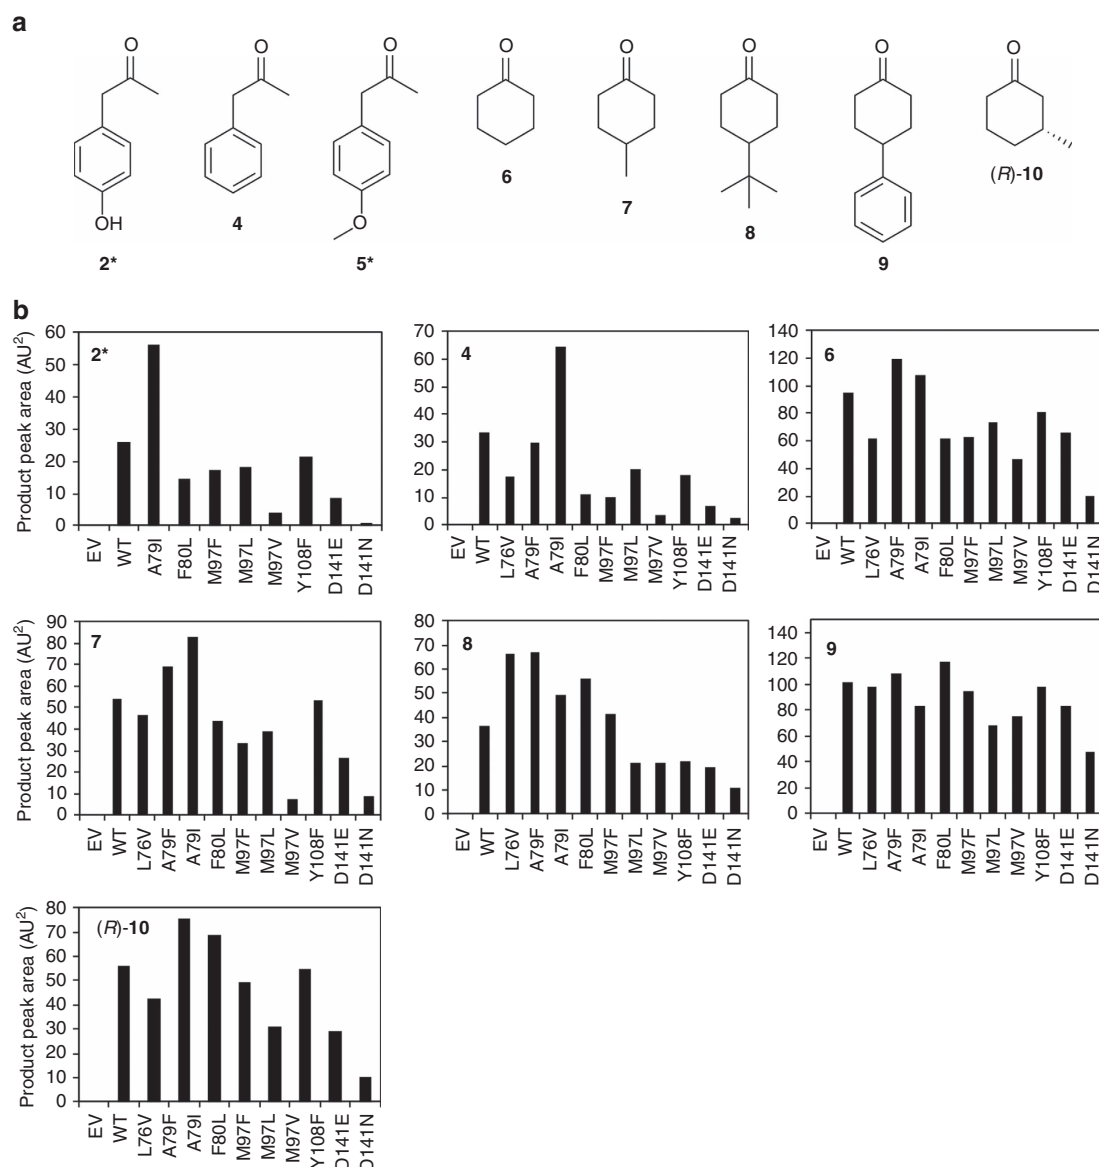 a
O
O
O
O
O
O
O
O
OH
O
2*
4
5*
6
7
8
9
(R)-10
b
Product peak area (AU²)
60
50
40
30
20
10
0
2*
EV
WT
A79I
F80L
M97F
M97L
M97V
Y108F
D141E
D141N
70
60
50
40
30
20
10
0
4
EV
WT
L76V
A79F
A79I
F80L
M97F
M97L
M97V
Y108F
D141E
D141N
140
120
100
80
60
40
20
0
6
EV
WT
L76V
A79F
A79I
F80L
M97F
M97L
M97V
Y108F
D141E
D141N
Product peak area (AU²)
90
80
70
60
50
40
30
20
10
0
7
EV
WT
L76V
A79F
A79I
F80L
M97F
M97L
M97V
Y108F
D141E
D141N
80
70
60
50
40
30
20
10
0
8
EV
WT
L76V
A79F
A79I
F80L
M97F
M97L
M97V
Y108F
D141E
D141N
140
120
100
80
60
40
20
0
9
EV
WT
L76V
A79F
A79I
F80L
M97F
M97L
M97V
Y108F
D141E
D141N
Product peak area (AU²)
80
70
60
50
40
30
20
10
0
(R)-10
EV
WT
L76V
A79F
A79I
F80L
M97F
M97L
M97V
Y108F
D141E
D141N